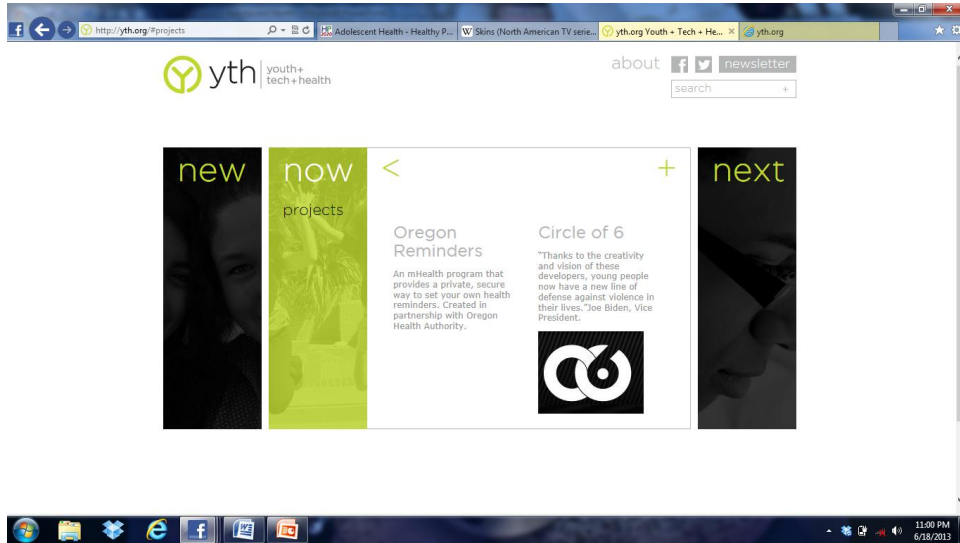 http://yth.org/#projects
Adolescent Health - Healthy P...
Skins (North American TV serie...
yth.org Youth + Tech + He...
yth.org
yth
youth+
tech+health
about
newsletter
search +
new
now
projects
<
+
Oregon
Reminders
An mHealth program that
provides a private, secure
way to set your own health
reminders. Created in
partnership with Oregon
Health Authority.
Circle of 6
"Thanks to the creativity
and vision of these
developers, young people
now have a new line of
defense against violence in
their lives."Joe Biden, Vice
President.
next
11:00 PM
6/18/2013